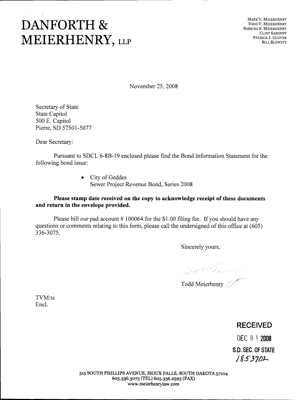 DANFORTH &
MEIERHENRY, LLP
MARK V. MEIERHENRY
TODD V. MEIERHENRY
SABRINA S. MEIERHENRY
CLINT SARGENT
PATRICK J. GLOVER
BILL BLEWETT
November 25, 2008
Secretary of State
State Capitol
500 E. Capitol
Pierre, SD 57501-5077
Dear Secretary:
Pursuant to SDCL 6-8B-19 enclosed please find the Bond Information Statement for the
following bond issue:
• City of Geddes
Sewer Project Revenue Bond, Series 2008
Please stamp date received on the copy to acknowledge receipt of these documents
and return in the envelope provided.
Please bill our pad account # 100064 for the $1.00 filing fee. If you should have any
questions or comments relating to this form, please call the undersigned of this office at (605)
336-3075.
Sincerely yours,
Todd Meierhenry
TVM/ts
Encl.
RECEIVED
DEC 2008
S.D. SEC. OF STATE
1853702
315 SOUTH PHILLIPS AVENUE, SIOUX FALLS, SOUTH DAKOTA 57104
605.336.3075 (TEL) 605.336.2593 (FAX)
www.meierhenrylaw.com